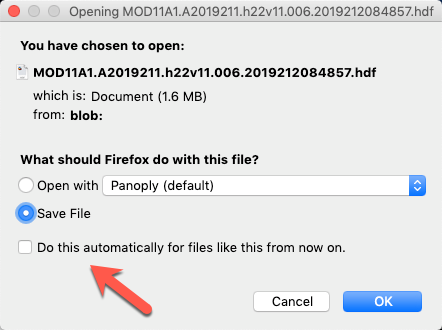 Opening MOD11A1.A2019211.h22v11.006.2019212084857.hdf
You have chosen to open:
MOD11A1.A2019211.h22v11.006.2019212084857.hdf
which is: Document (1.6 MB)
from: blob:
What should Firefox do with this file?
Open with Panoply (default)
Save File
Do this automatically for files like this from now on.
Cancel OK